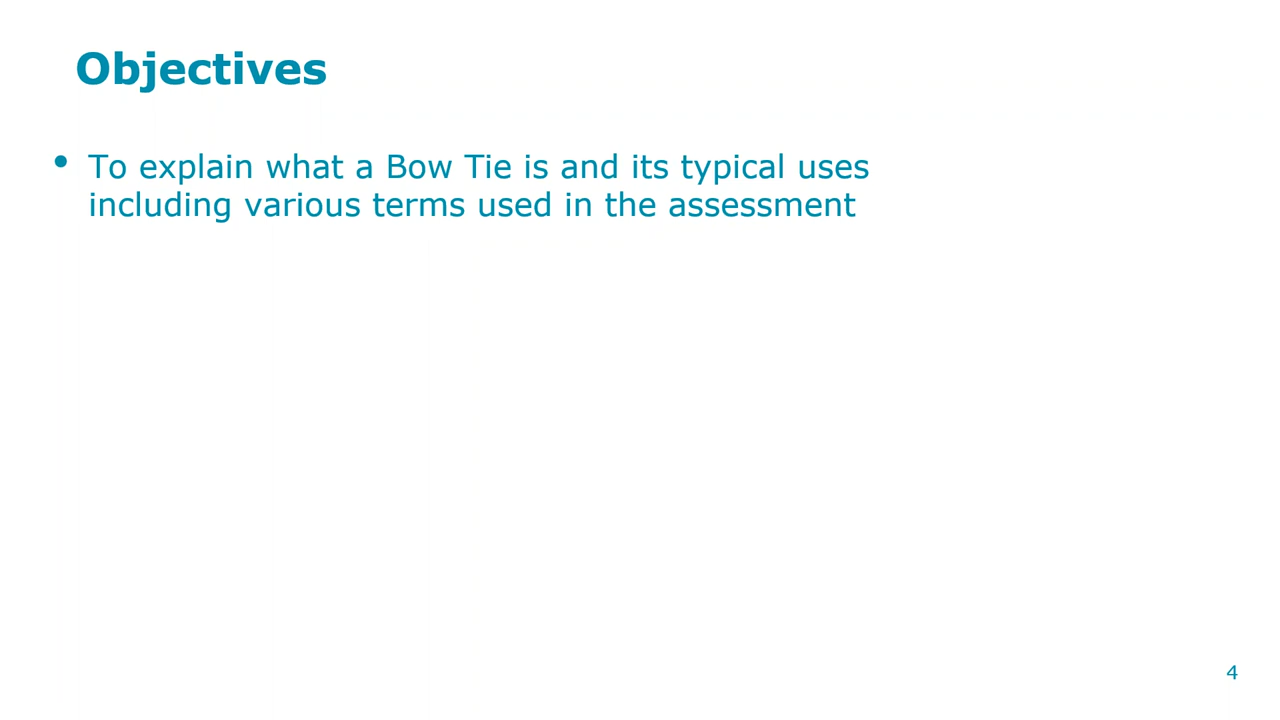 Objectives
• To explain what a Bow Tie is and its typical uses
including various terms used in the assessment
4